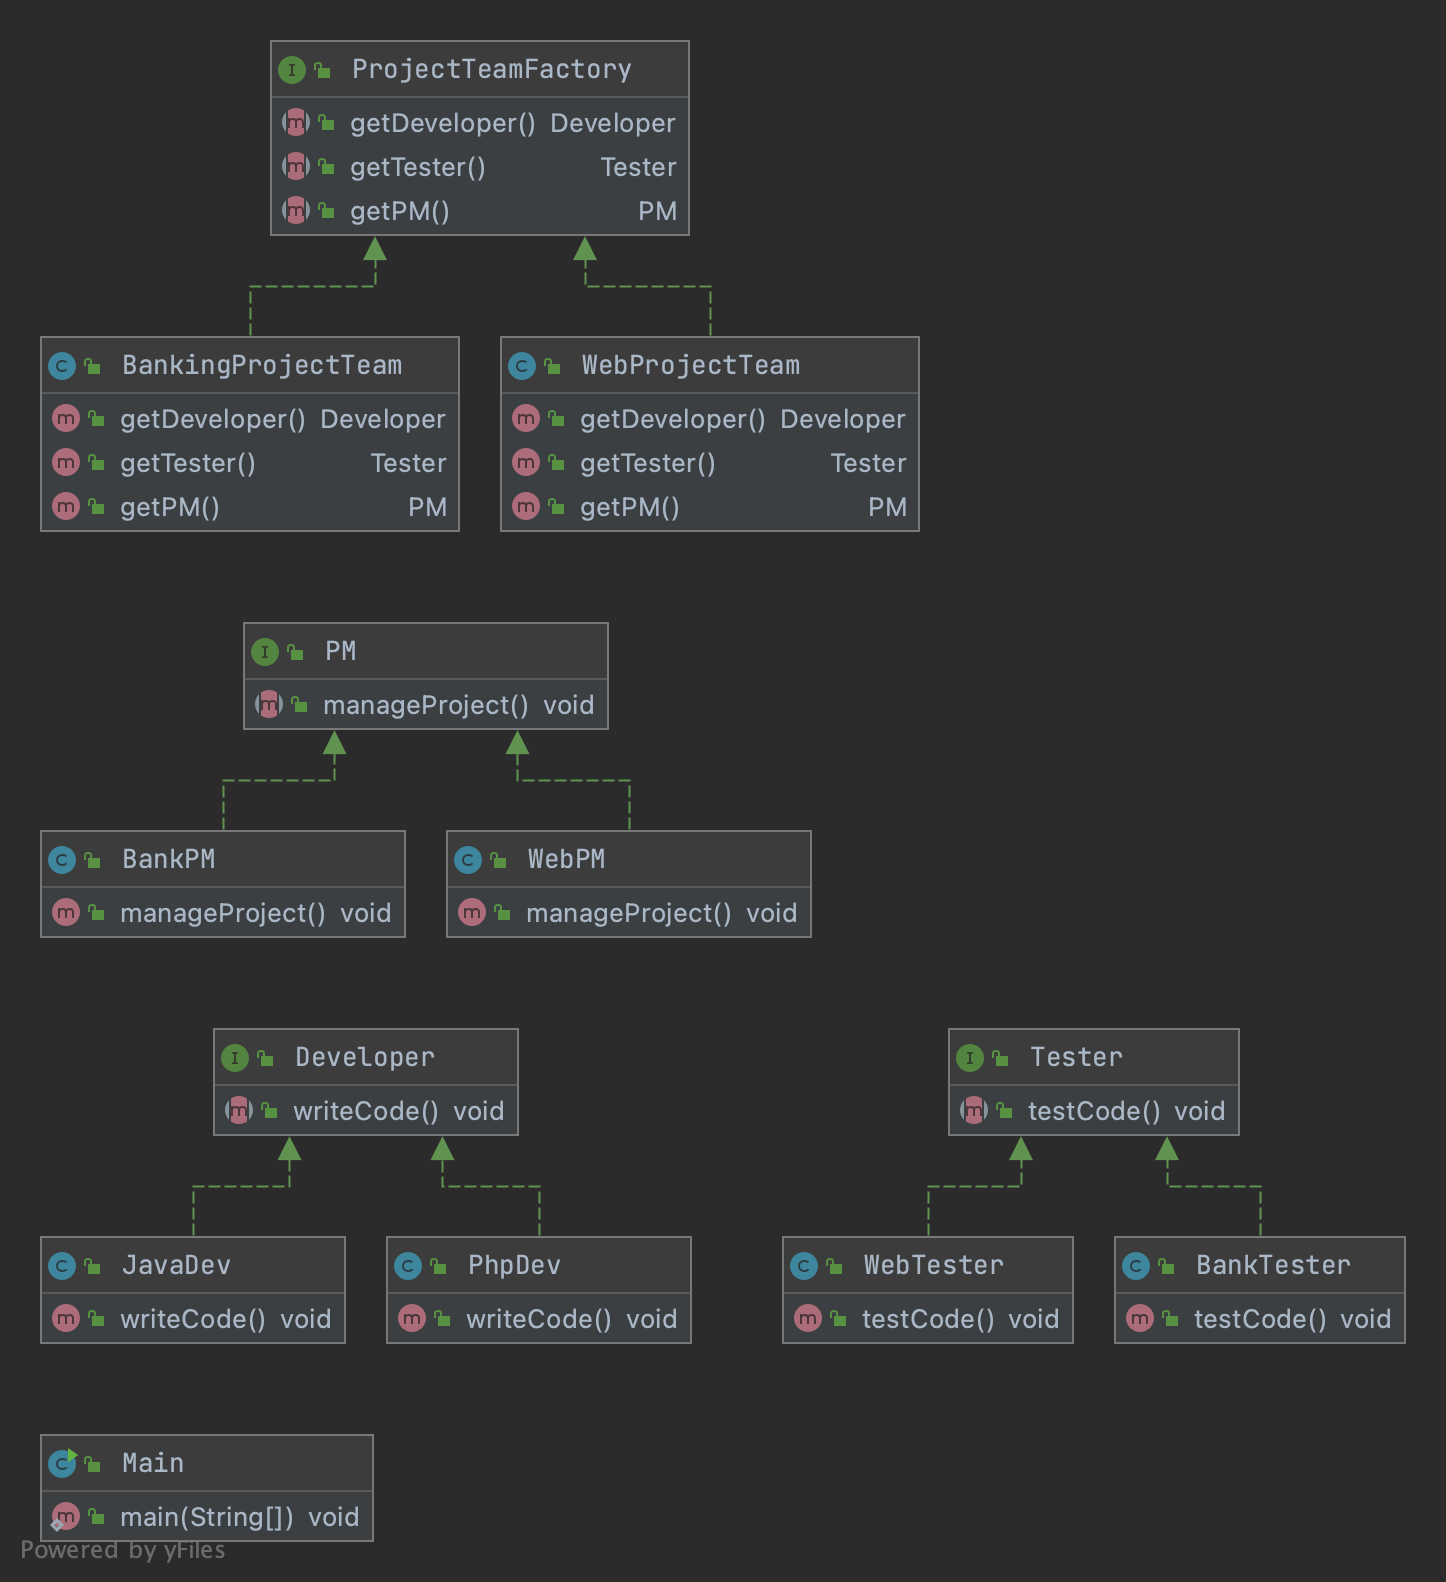 ProjectTeamFactory
getDeveloper() Developer
getTester() Tester
getPM() PM
BankingProjectTeam
getDeveloper() Developer
getTester() Tester
getPM() PM
WebProjectTeam
getDeveloper() Developer
getTester() Tester
getPM() PM
PM
manageProject() void
BankPM
manageProject() void
WebPM
manageProject() void
Developer
writeCode() void
Tester
testCode() void
JavaDev
writeCode() void
PhpDev
writeCode() void
WebTester
testCode() void
BankTester
testCode() void
Main
main(String[]) void
Powered by yFiles